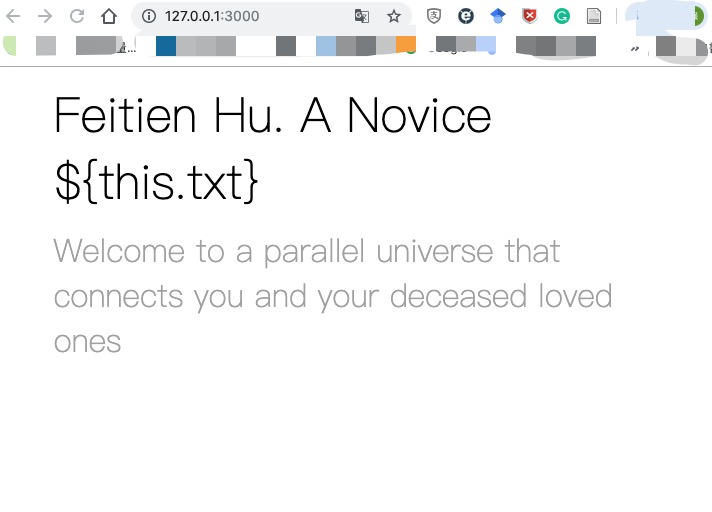 127.0.0.1:3000
Feitien Hu. A Novice
${this.txt}
Welcome to a parallel universe that
connects you and your deceased loved
ones